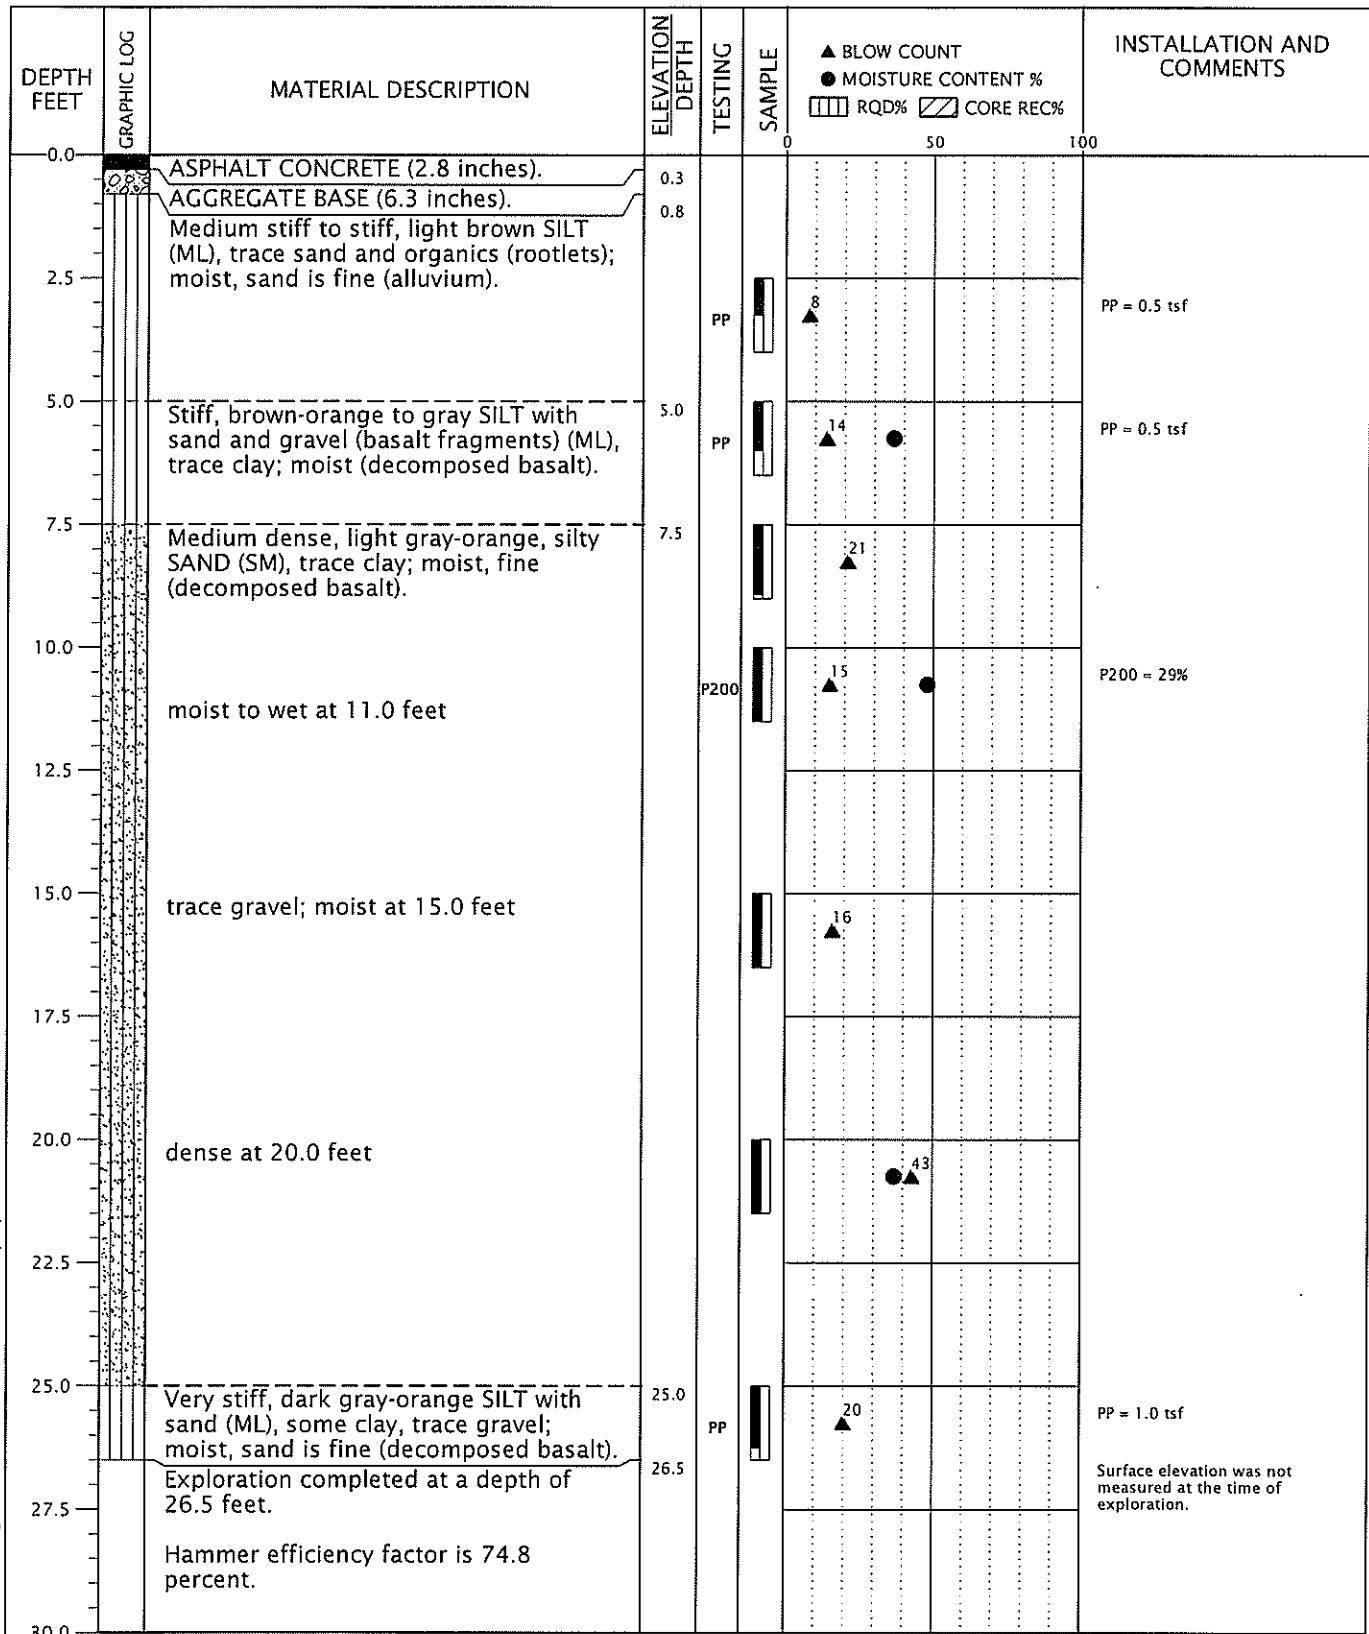 DEPTH FEET
GRAPHIC LOG
MATERIAL DESCRIPTION
ELEVATION DEPTH
TESTING
SAMPLE
▲ BLOW COUNT
● MOISTURE CONTENT %
RQD% CORE REC%
INSTALLATION AND COMMENTS
0 50 100
0.0
ASPHALT CONCRETE (2.8 inches).
0.3
AGGREGATE BASE (6.3 inches).
0.8
Medium stiff to stiff, light brown SILT
(ML), trace sand and organics (rootlets);
moist, sand is fine (alluvium).
2.5
PP
8
PP = 0.5 tsf
5.0
Stiff, brown-orange to gray SILT with
sand and gravel (basalt fragments) (ML),
trace clay; moist (decomposed basalt).
5.0
PP
14
PP = 0.5 tsf
7.5
Medium dense, light gray-orange, silty
SAND (SM), trace clay; moist, fine
(decomposed basalt).
7.5
21
10.0
P200
15
P200 = 29%
moist to wet at 11.0 feet
12.5
15.0
trace gravel; moist at 15.0 feet
16
17.5
20.0
dense at 20.0 feet
43
22.5
25.0
Very stiff, dark gray-orange SILT with
sand (ML), some clay, trace gravel;
moist, sand is fine (decomposed basalt).
25.0
PP
20
PP = 1.0 tsf
26.5
Exploration completed at a depth of
26.5 feet.
Surface elevation was not
measured at the time of
exploration.
27.5
Hammer efficiency factor is 74.8
percent.
30.0